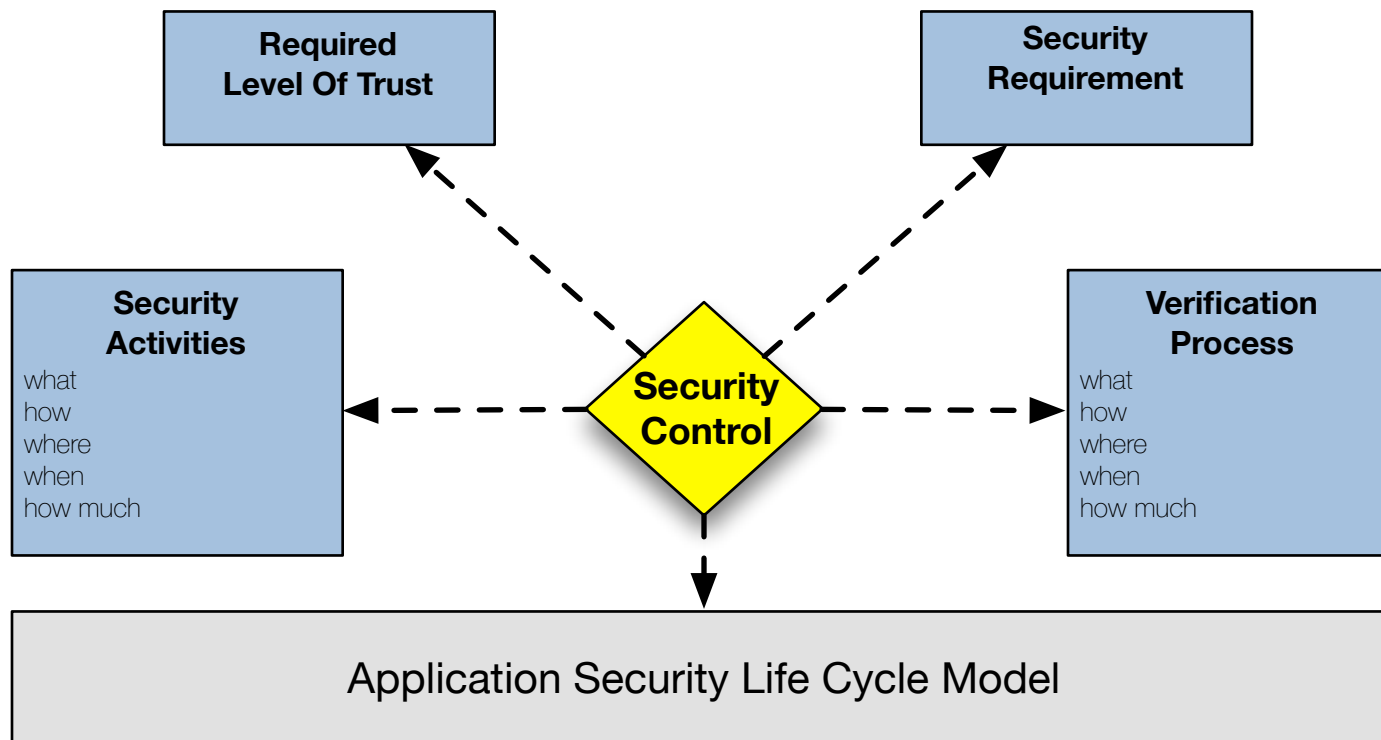 Required
Level Of Trust
Security
Requirement
Security
Activities
what
how
where
when
how much
Security
Control
Verification
Process
what
how
where
when
how much
Application Security Life Cycle Model